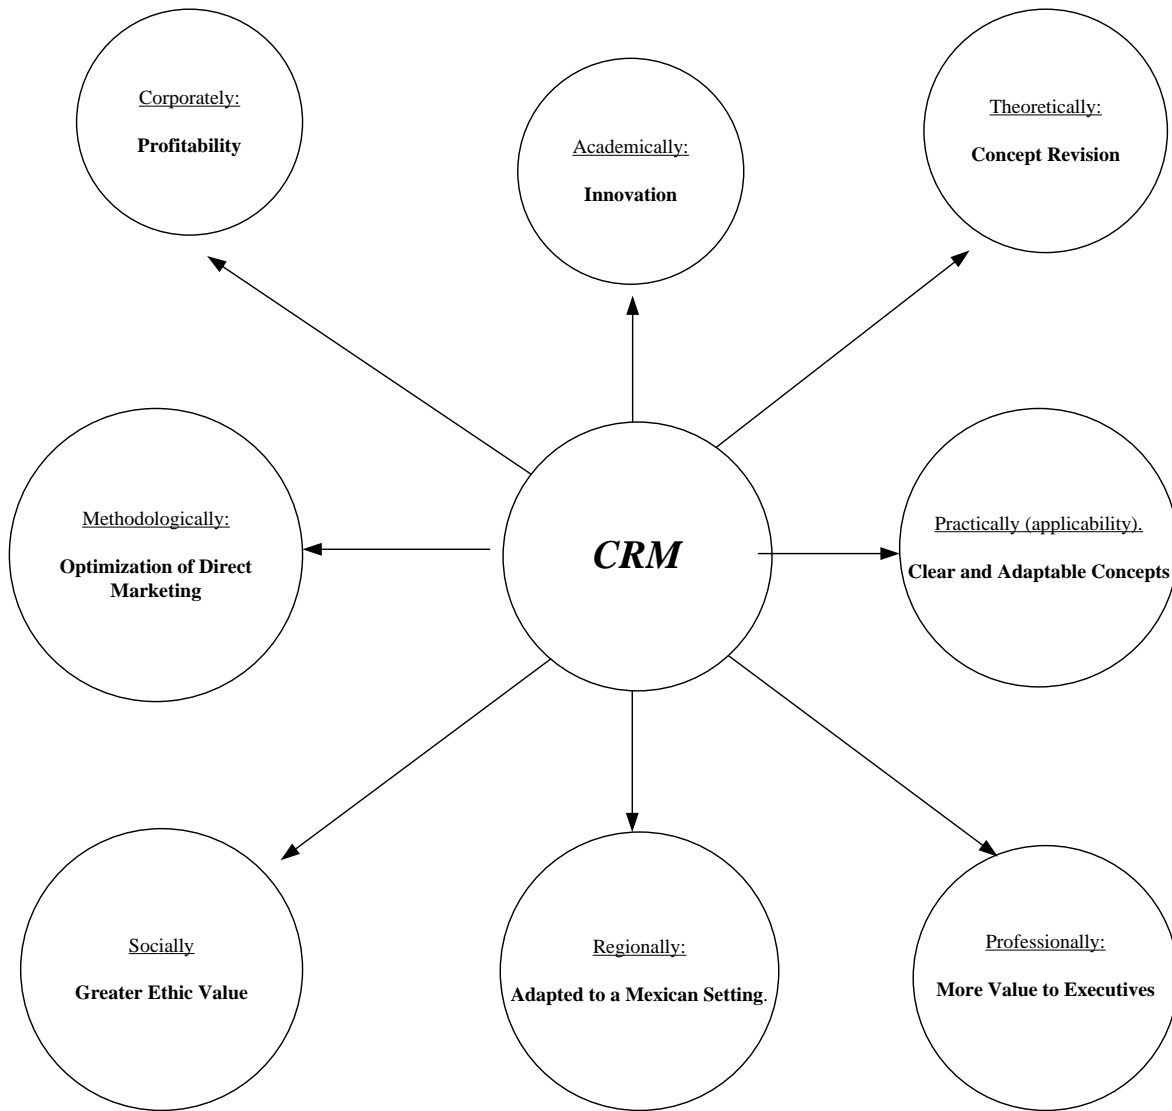 Corporately:
Profitability
Academically:
Innovation
Theoretically:
Concept Revision
Methodologically:
Optimization of Direct
Marketing
CRM
Practically (applicability).
Clear and Adaptable Concepts
Socially
Greater Ethic Value
Regionally:
Adapted to a Mexican Setting.
Professionally:
More Value to Executives